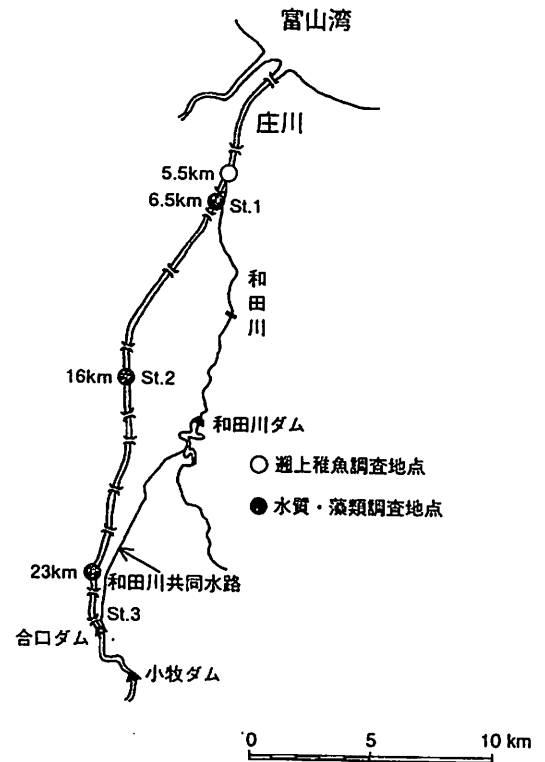 富山湾
庄川
5.5km
6.5km
St.1
和田川
16km
St.2
和田川ダム
遡上稚魚調査地点
水質・藻類調査地点
23km
和田川共同水路
St.3
合口ダム
小牧ダム
0 5 10 km